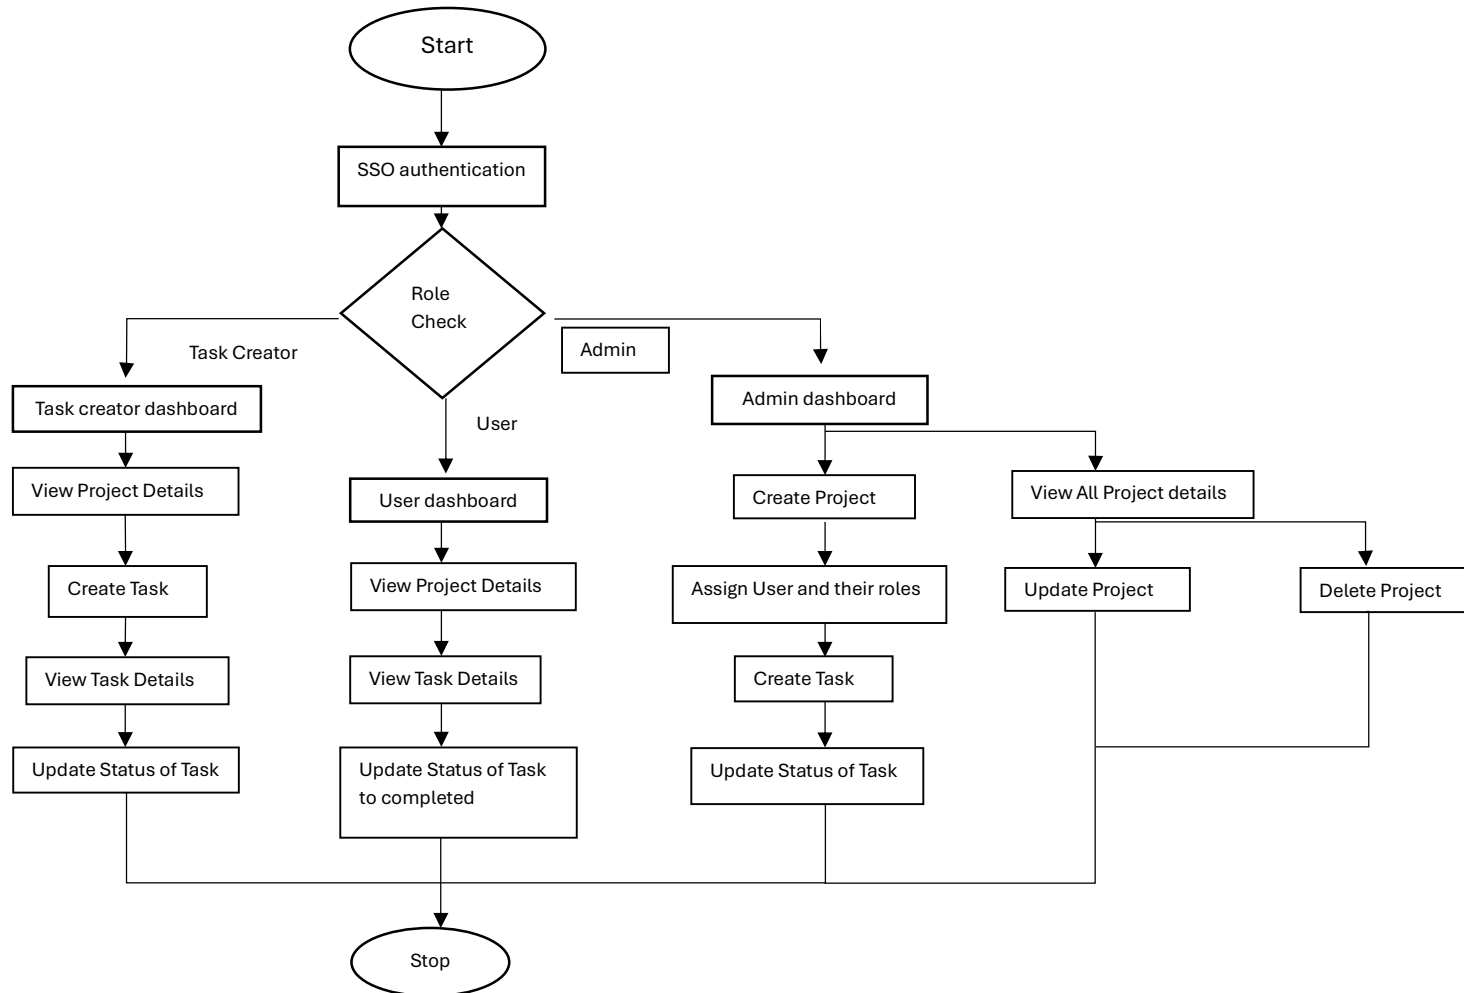 Start
SSO authentication
Role
Check
Task Creator
Admin
User
Task creator dashboard
View Project Details
Create Task
View Task Details
Update Status of Task
User dashboard
View Project Details
View Task Details
Update Status of Task
to completed
Admin dashboard
Create Project
Assign User and their roles
Create Task
Update Status of Task
View All Project details
Update Project
Delete Project
Stop